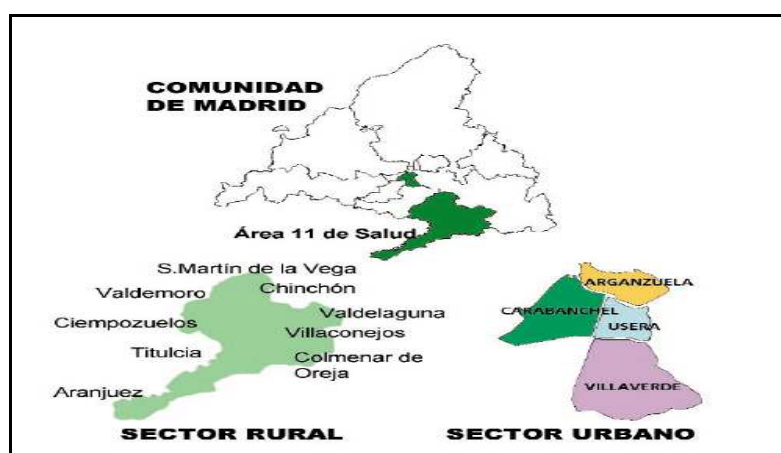 COMUNIDAD
DE MADRID
Área 11 de Salud
S.Martín de la Vega
Chinchón
Valdemoro
Valdelaguna
Ciempozuelos
Villaconejos
Titulcia
Colmenar de
Oreja
Aranjuez
SECTOR RURAL
ARGANZUELA
CARABANCHEL
USERA
VILLAVERDE
SECTOR URBANO